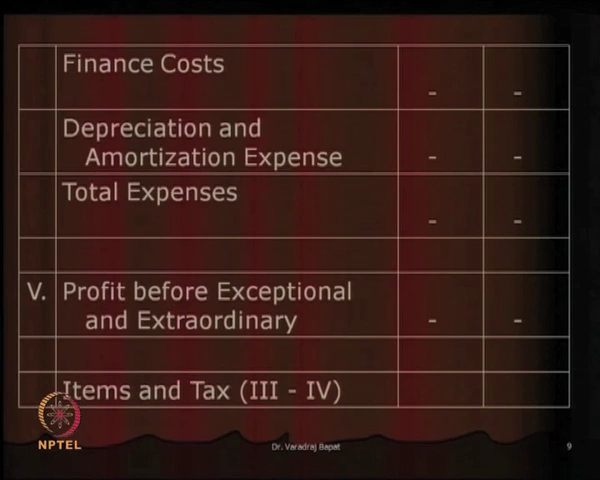 Finance Costs
- -
Depreciation and
Amortization Expense - -
Total Expenses
- -
V. Profit before Exceptional
and Extraordinary - -
Items and Tax (III - IV)
NPTEL
Dr. Varadraj Bapat 9